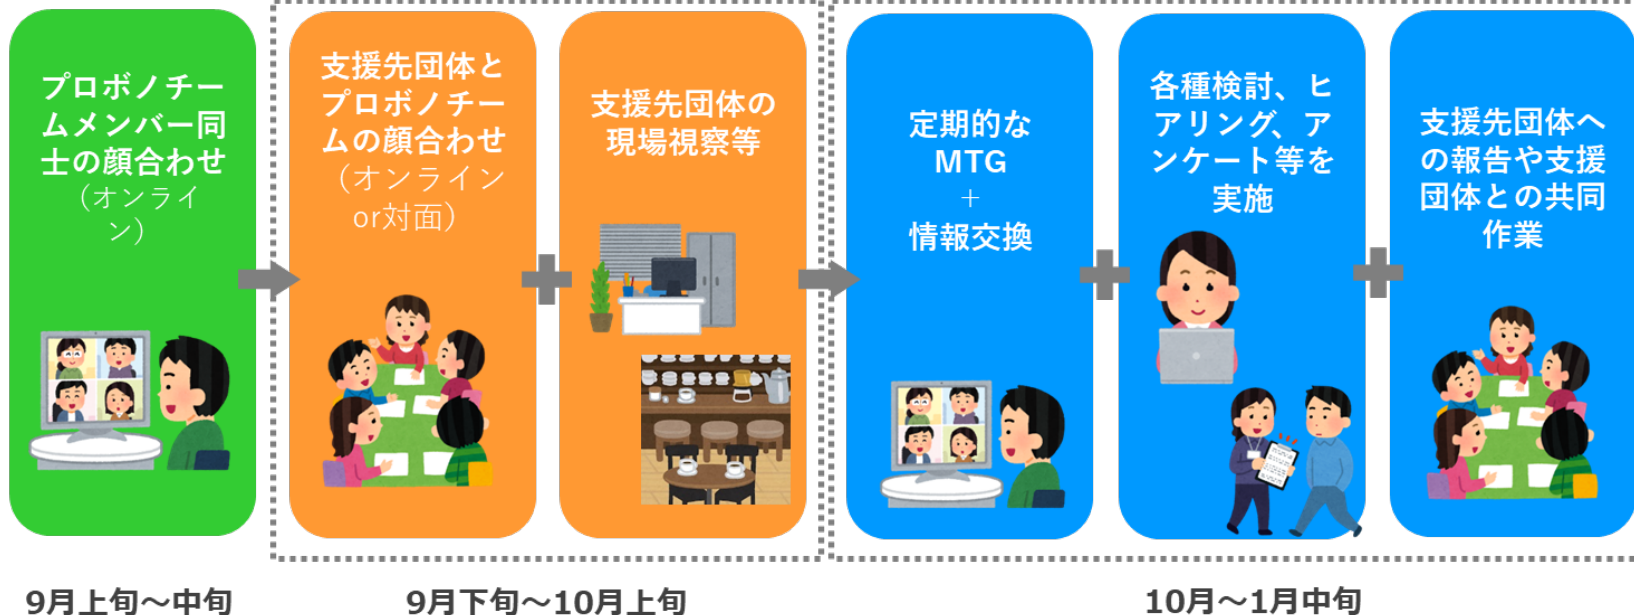 プロボノチー
ムメンバー同
士の顔合わせ
（オンライ
ン）
支援先団体と
プロボノチー
ムの顔合わせ
（オンライン
or対面）
支援先団体の
現場視察等
定期的な
MTG
＋
情報交換
各種検討、ヒ
アリング、ア
ンケート等を
実施
支援先団体へ
の報告や支援
団体との共同
作業
9月上旬～中旬
9月下旬～10月上旬
10月～1月中旬